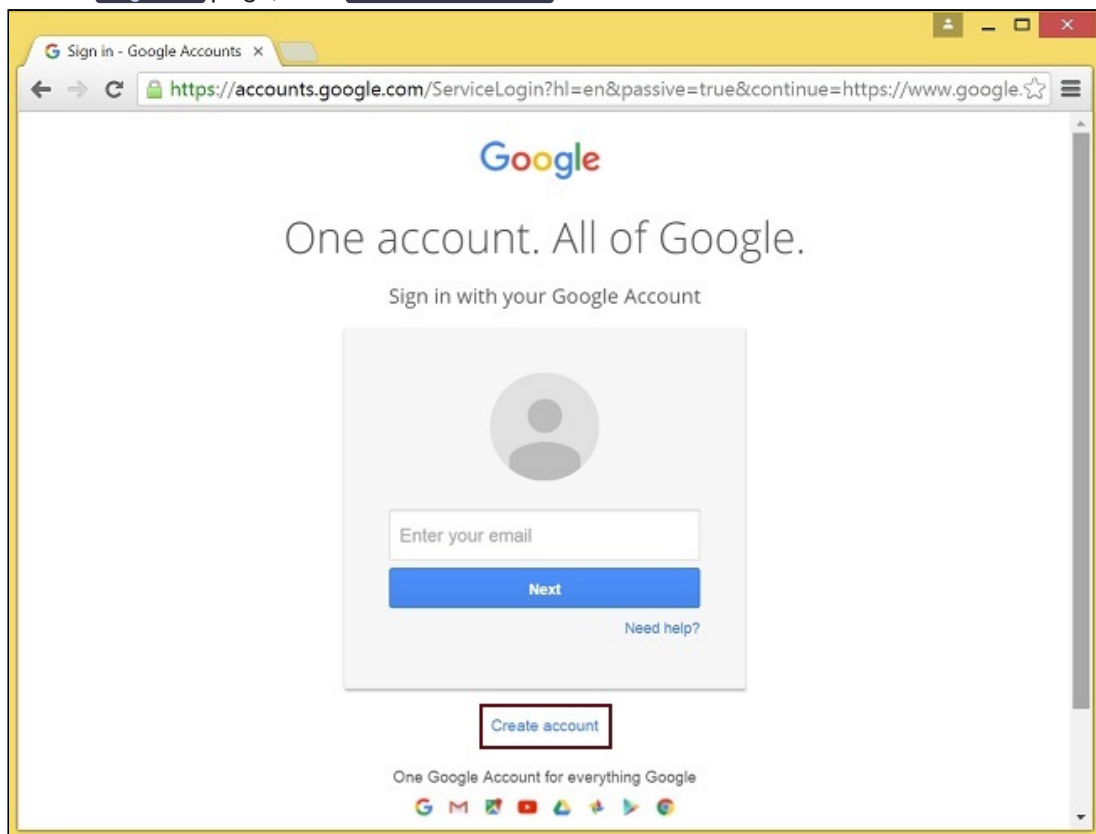 page,
Sign in - Google Accounts
https://accounts.google.com/ServiceLogin?hl=en&passive=true&continue=https://www.google.
Google
One account. All of Google.
Sign in with your Google Account
Enter your email
Next
Need help?
Create account
One Google Account for everything Google